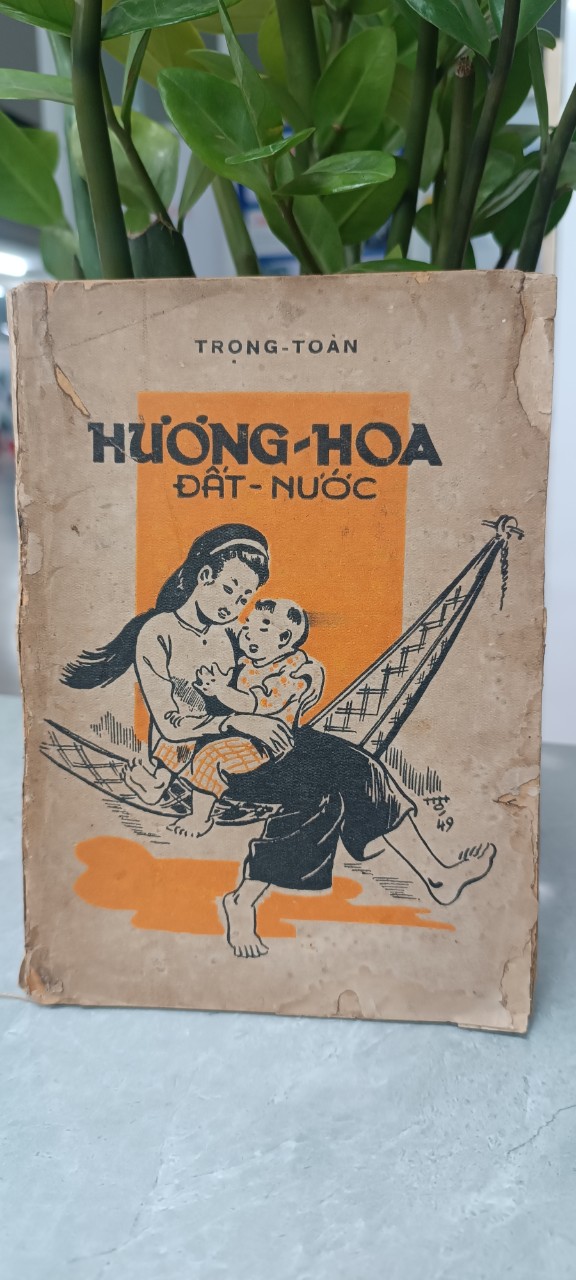 TRỌNG-TOÀN
HƯƠNG-HOA
ĐẤT-NƯỚC
49